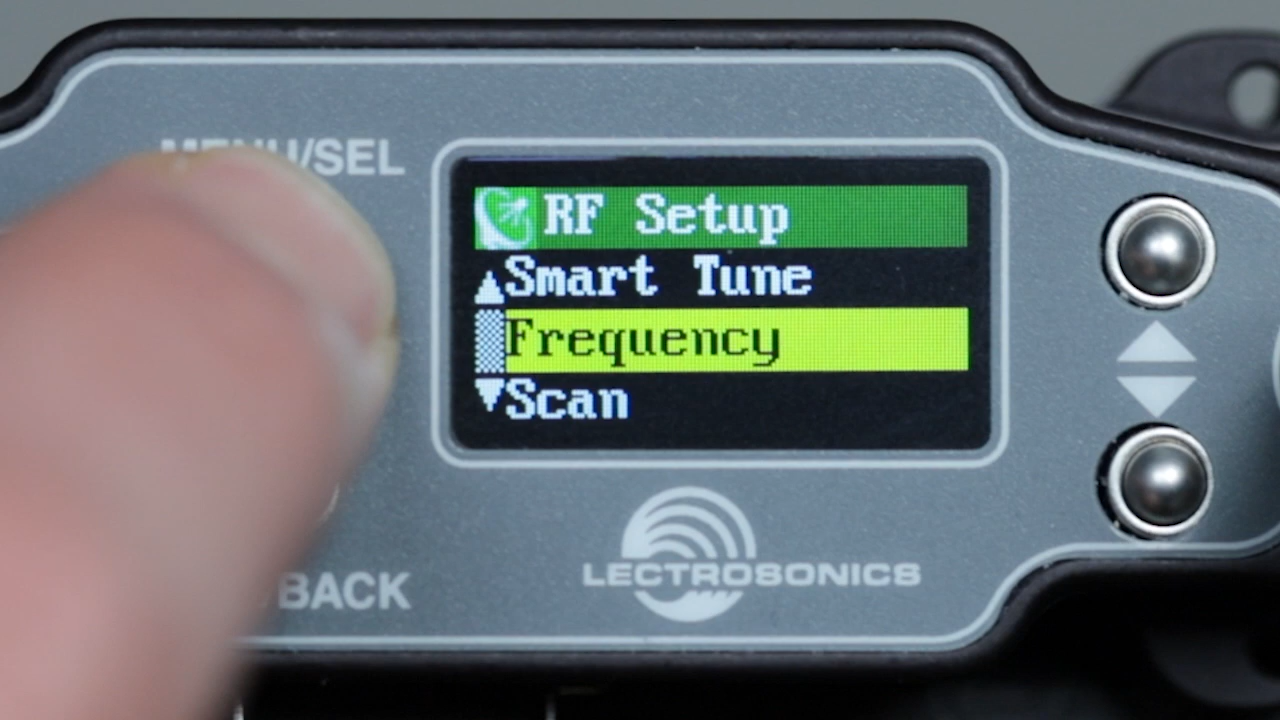 MENU/SEL
RF Setup
Smart Tune
Frequency
Scan
LECTROSONICS
BACK